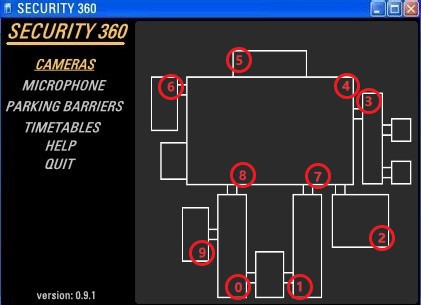 SECURITY 360
SECURITY 360
CAMERAS
MICROPHONE
PARKING BARRIERS
TIMETABLES
HELP
QUIT
5
6
4
3
8
7
2
9
0
1
version: 0.9.1